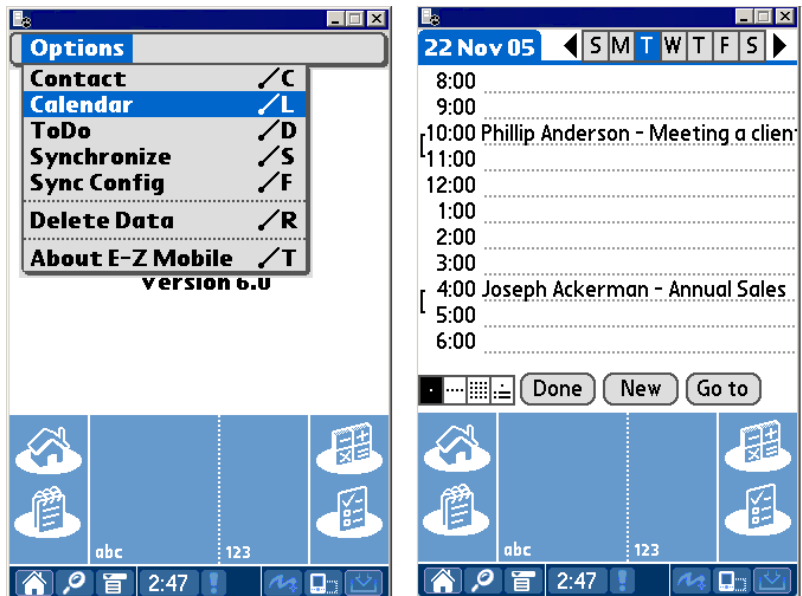 Options
Contact /C
Calendar /L
ToDo /D
Synchronize /S
Sync Config /F
Delete Data /R
About E-Z Mobile /T
Version 6.0
abc 123
2:47
22 Nov 05 S M T W T F S
8:00
9:00
10:00 Phillip Anderson - Meeting a clien
11:00
12:00
1:00
2:00
3:00
4:00 Joseph Ackerman - Annual Sales
5:00
6:00
Done New Go to
abc 123
2:47